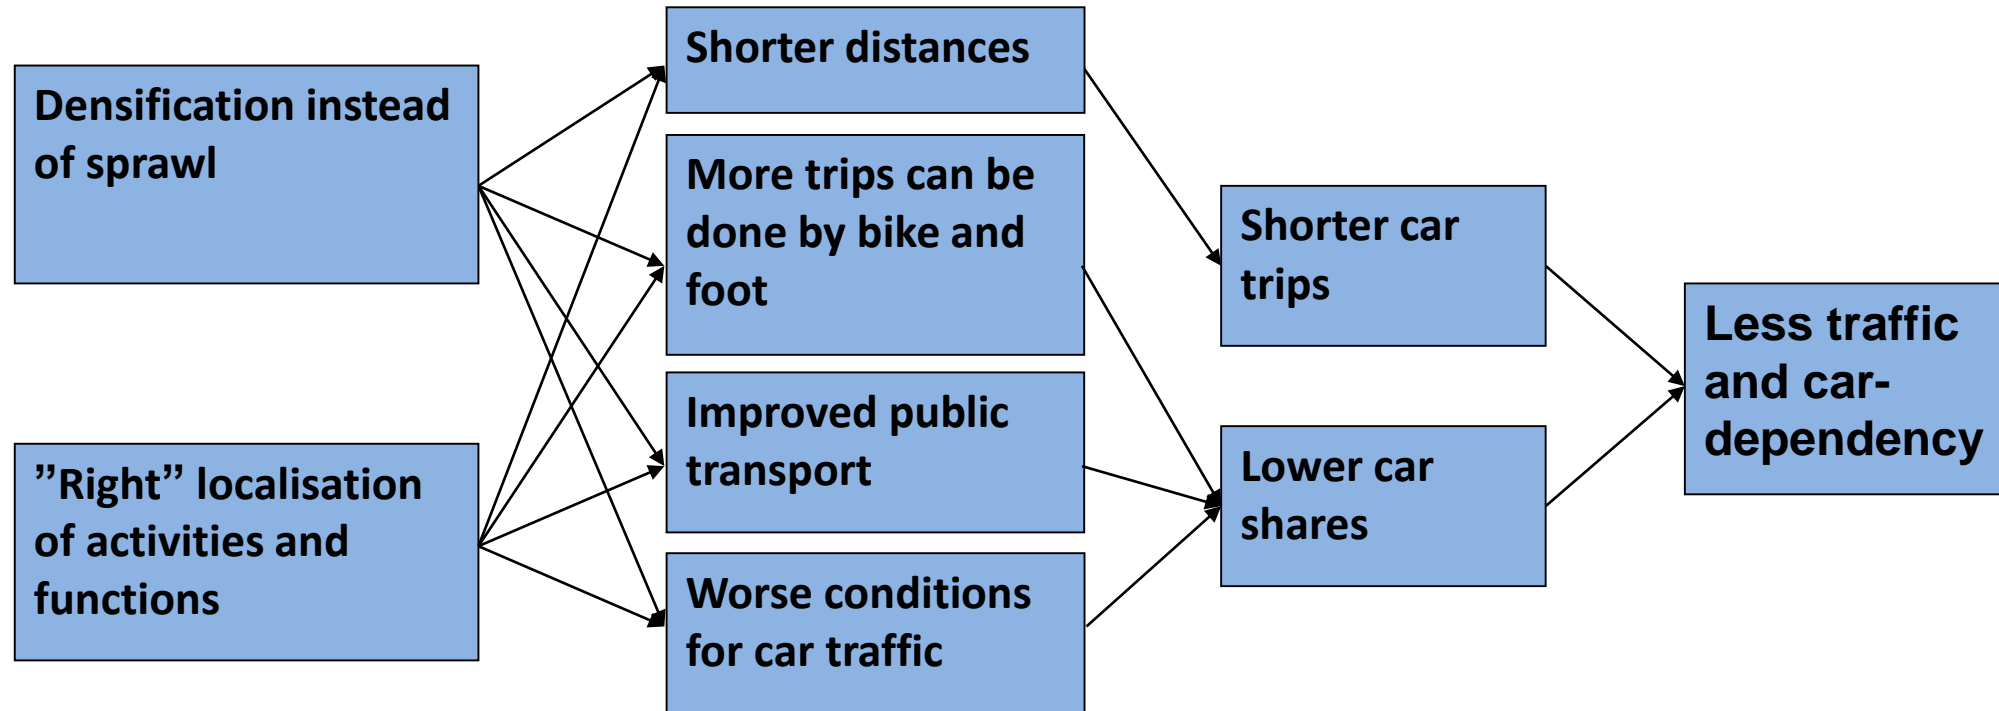 Densification instead
of sprawl
”Right” localisation
of activities and
functions
Shorter distances
More trips can be
done by bike and
foot
Improved public
transport
Worse conditions
for car traffic
Shorter car
trips
Lower car
shares
Less traffic
and car-
dependency